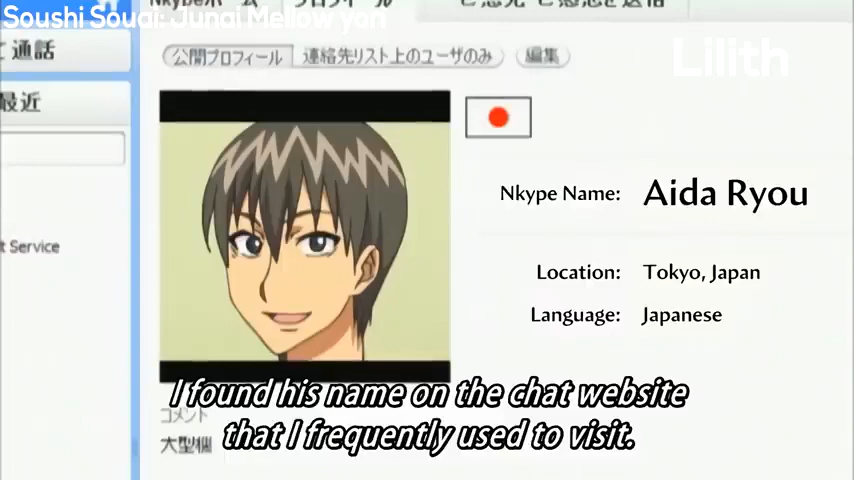 Soushi Souai: Junai Mellow yori
て通話
最近
公開プロフィール
連絡先リスト上のユーザのみ
編集
Lilith
Nkype Name: Aida Ryou
t Service
Location: Tokyo, Japan
Language: Japanese
I found his name on the chat website
that I frequently used to visit.
コメント
大型機